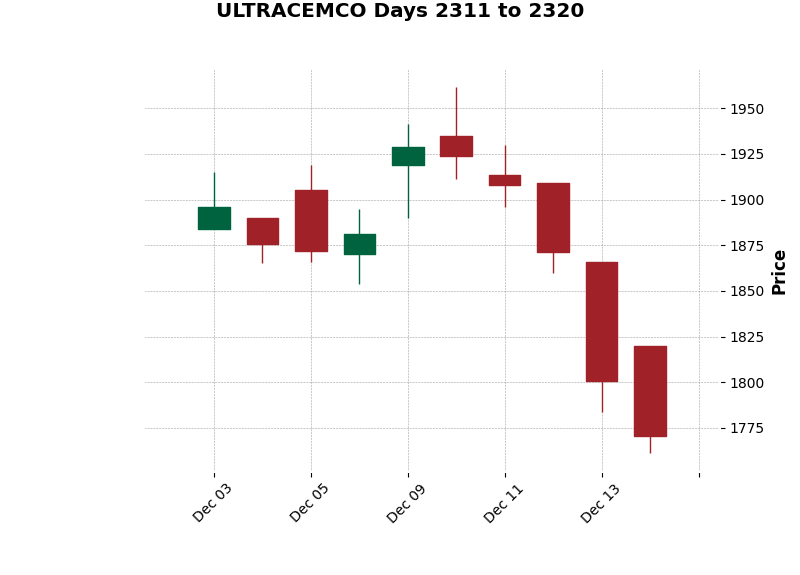 ULTRACEMCO Days 2311 to 2320
1950
1925
1900
1875
1850
1825
1800
1775
Price
Dec 03
Dec 05
Dec 09
Dec 11
Dec 13